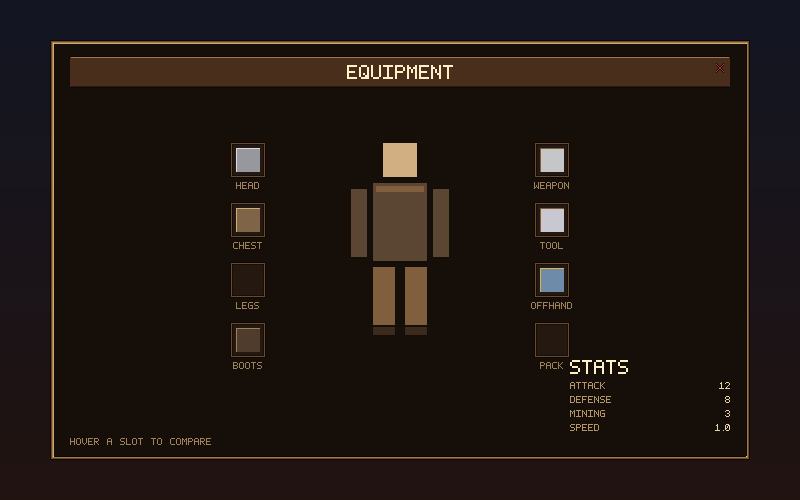 EQUIPMENT
HEAD
CHEST
LEGS
BOOTS
WEAPON
TOOL
OFFHAND
PACK
STATS
ATTACK 12
DEFENSE 8
MINING 3
SPEED 1.0
HOVER A SLOT TO COMPARE